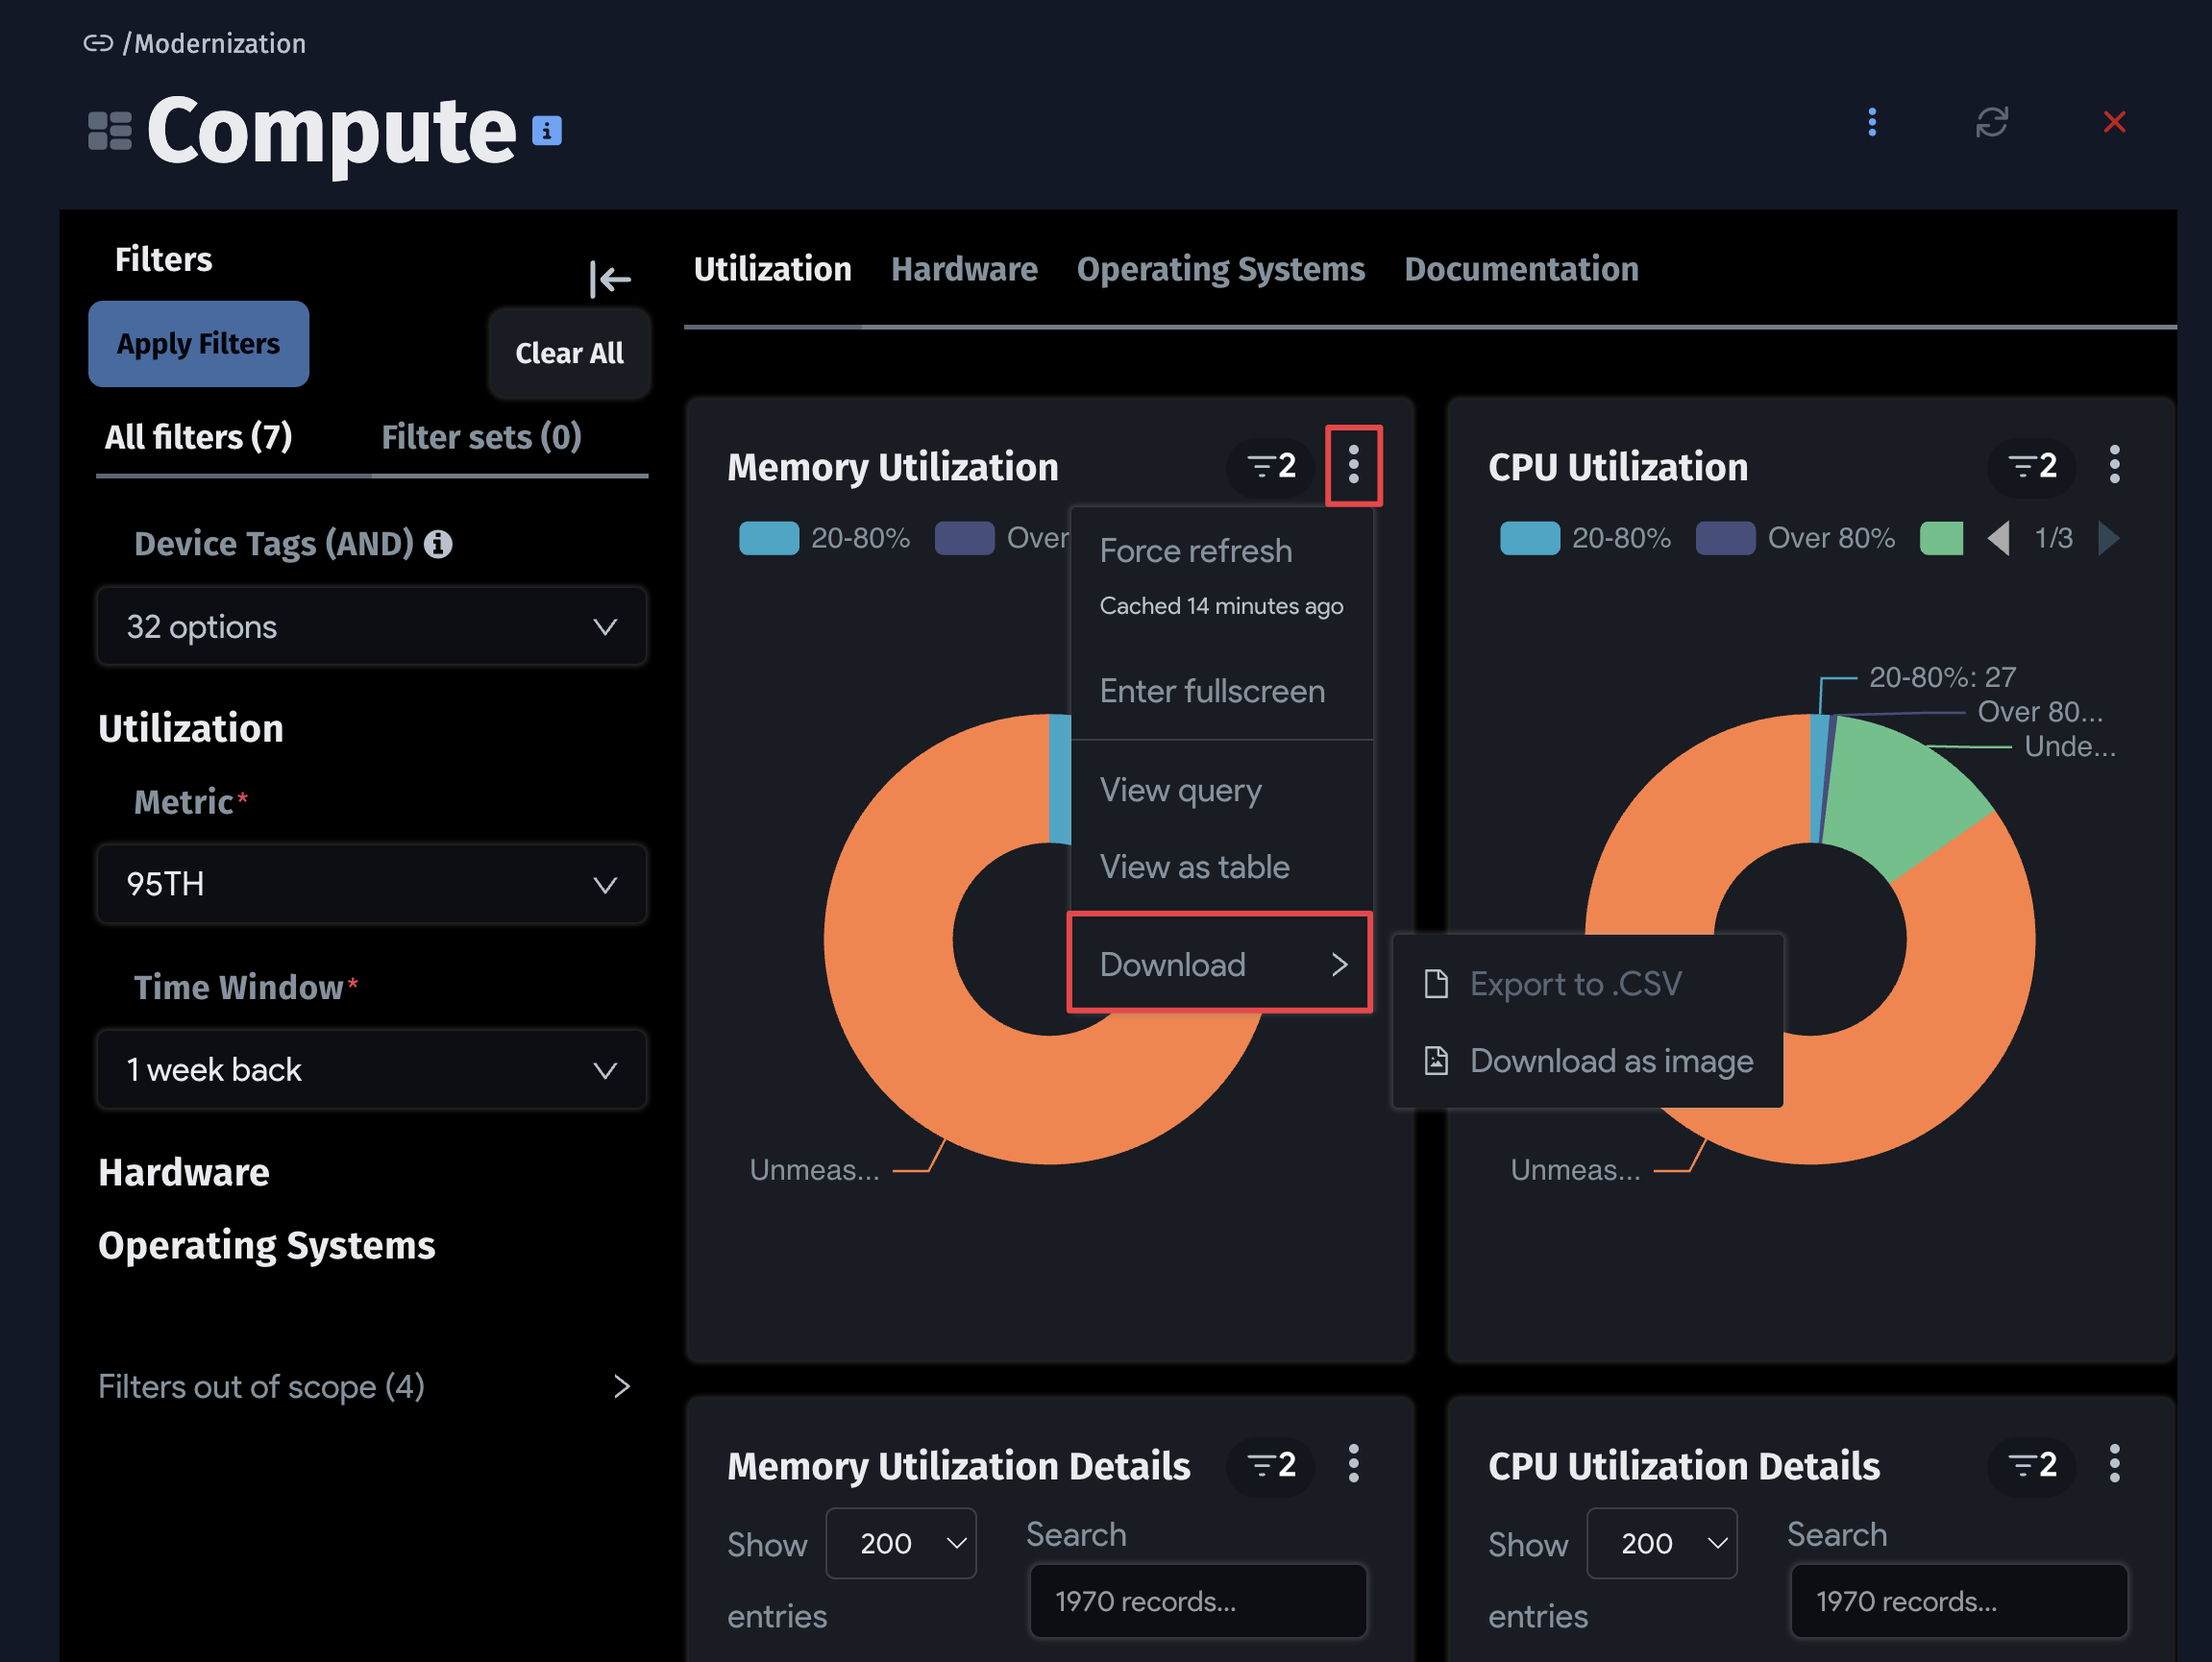 /Modernization
Compute
Filters
Apply Filters
Clear All
All filters (7)
Filter sets (0)
Device Tags (AND)
32 options
Utilization
Metric*
95TH
Time Window*
1 week back
Hardware
Operating Systems
Filters out of scope (4)
Utilization
Hardware
Operating Systems
Documentation
Memory Utilization
2
20-80%
Over
Force refresh
Cached 14 minutes ago
Enter fullscreen
View query
View as table
Download
Export to .CSV
Download as image
Unmeas...
CPU Utilization
2
20-80%
Over 80%
1/3
20-80%: 27
Over 80...
Unde...
Unmeas...
Memory Utilization Details
2
Show 200 entries
Search
1970 records...
CPU Utilization Details
2
Show 200 entries
Search
1970 records...